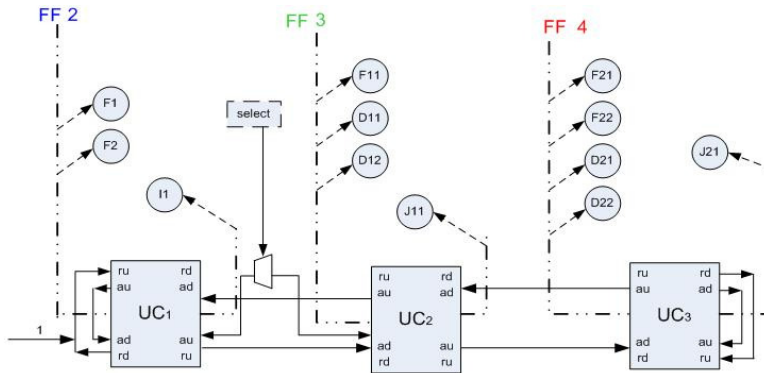 FF 2
FF 3
FF 4
F1
F2
select
F11
D11
D12
F21
F22
D21
D22
J21
I1
J11
1
ru rd
au ad
UC1
ad au
rd ru
ru rd
au ad
UC2
ad au
rd ru
ru rd
au ad
UC3
ad au
rd ru